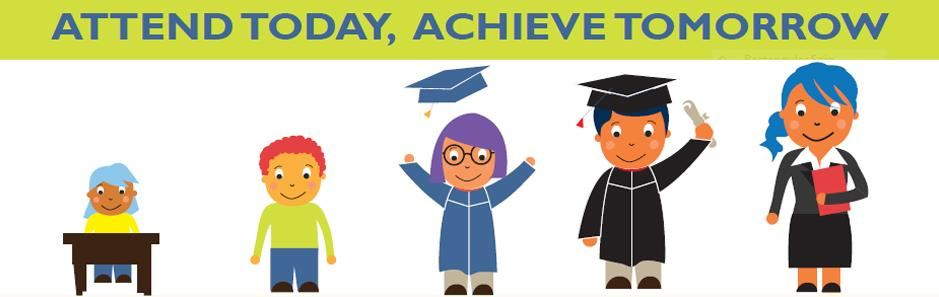 ATTEND TODAY, ACHIEVE TOMORROW